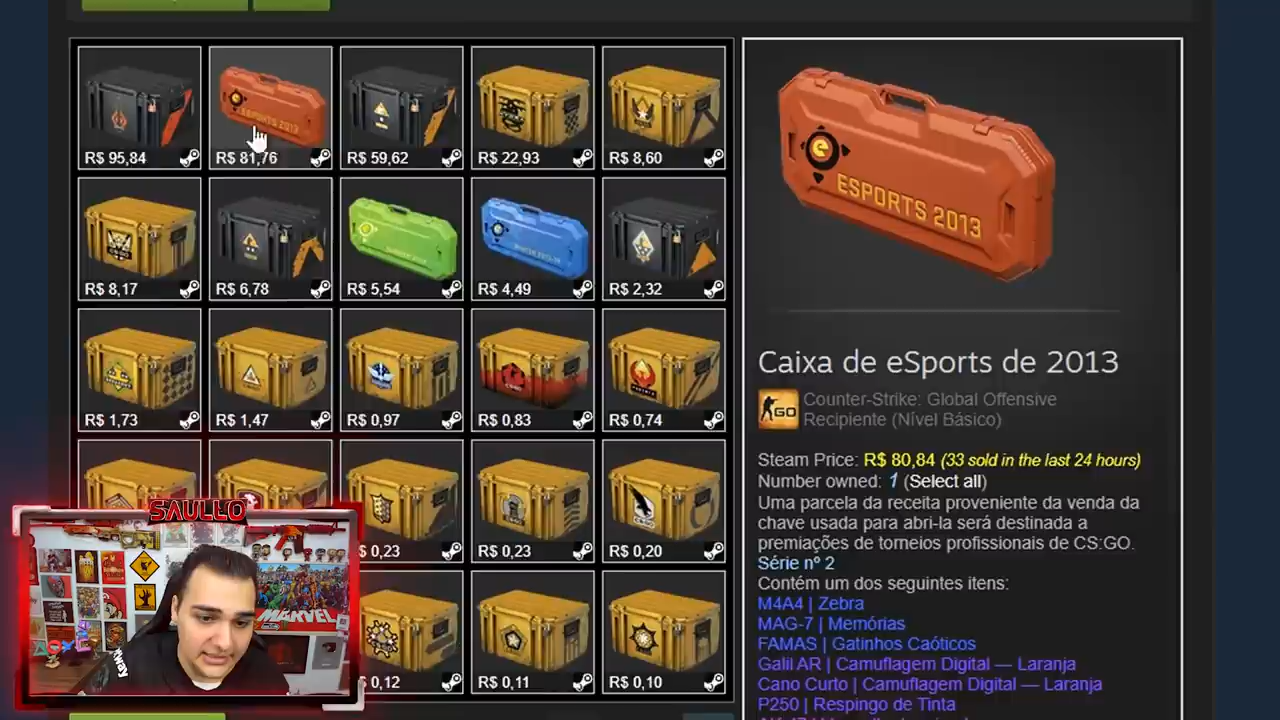 R$ 95,84
R$ 81,76
R$ 59,62
R$ 22,93
R$ 8,60
R$ 8,17
R$ 6,78
R$ 5,54
R$ 4,49
R$ 2,32
R$ 1,73
R$ 1,47
R$ 0,97
R$ 0,83
R$ 0,74
0,23
R$ 0,23
R$ 0,20
0,12
R$ 0,11
R$ 0,10
ESPORTS 2013
ESPORTS 2013
Caixa de eSports de 2013
GO
Counter-Strike: Global Offensive
Recipiente (Nível Básico)
Steam Price: R$ 80,84 (33 sold in the last 24 hours)
Number owned: 1 (Select all)
Uma parcela da receita proveniente da venda da
chave usada para abri-la será destinada a
premiações de torneios profissionais de CS:GO.
Série nº 2
Contém um dos seguintes itens:
M4A4 | Zebra
MAG-7 | Memórias
FAMAS | Gatinhos Caóticos
Galil AR | Camuflagem Digital — Laranja
Cano Curto | Camuflagem Digital — Laranja
P250 | Respingo de Tinta
SAULLO
MARVEL